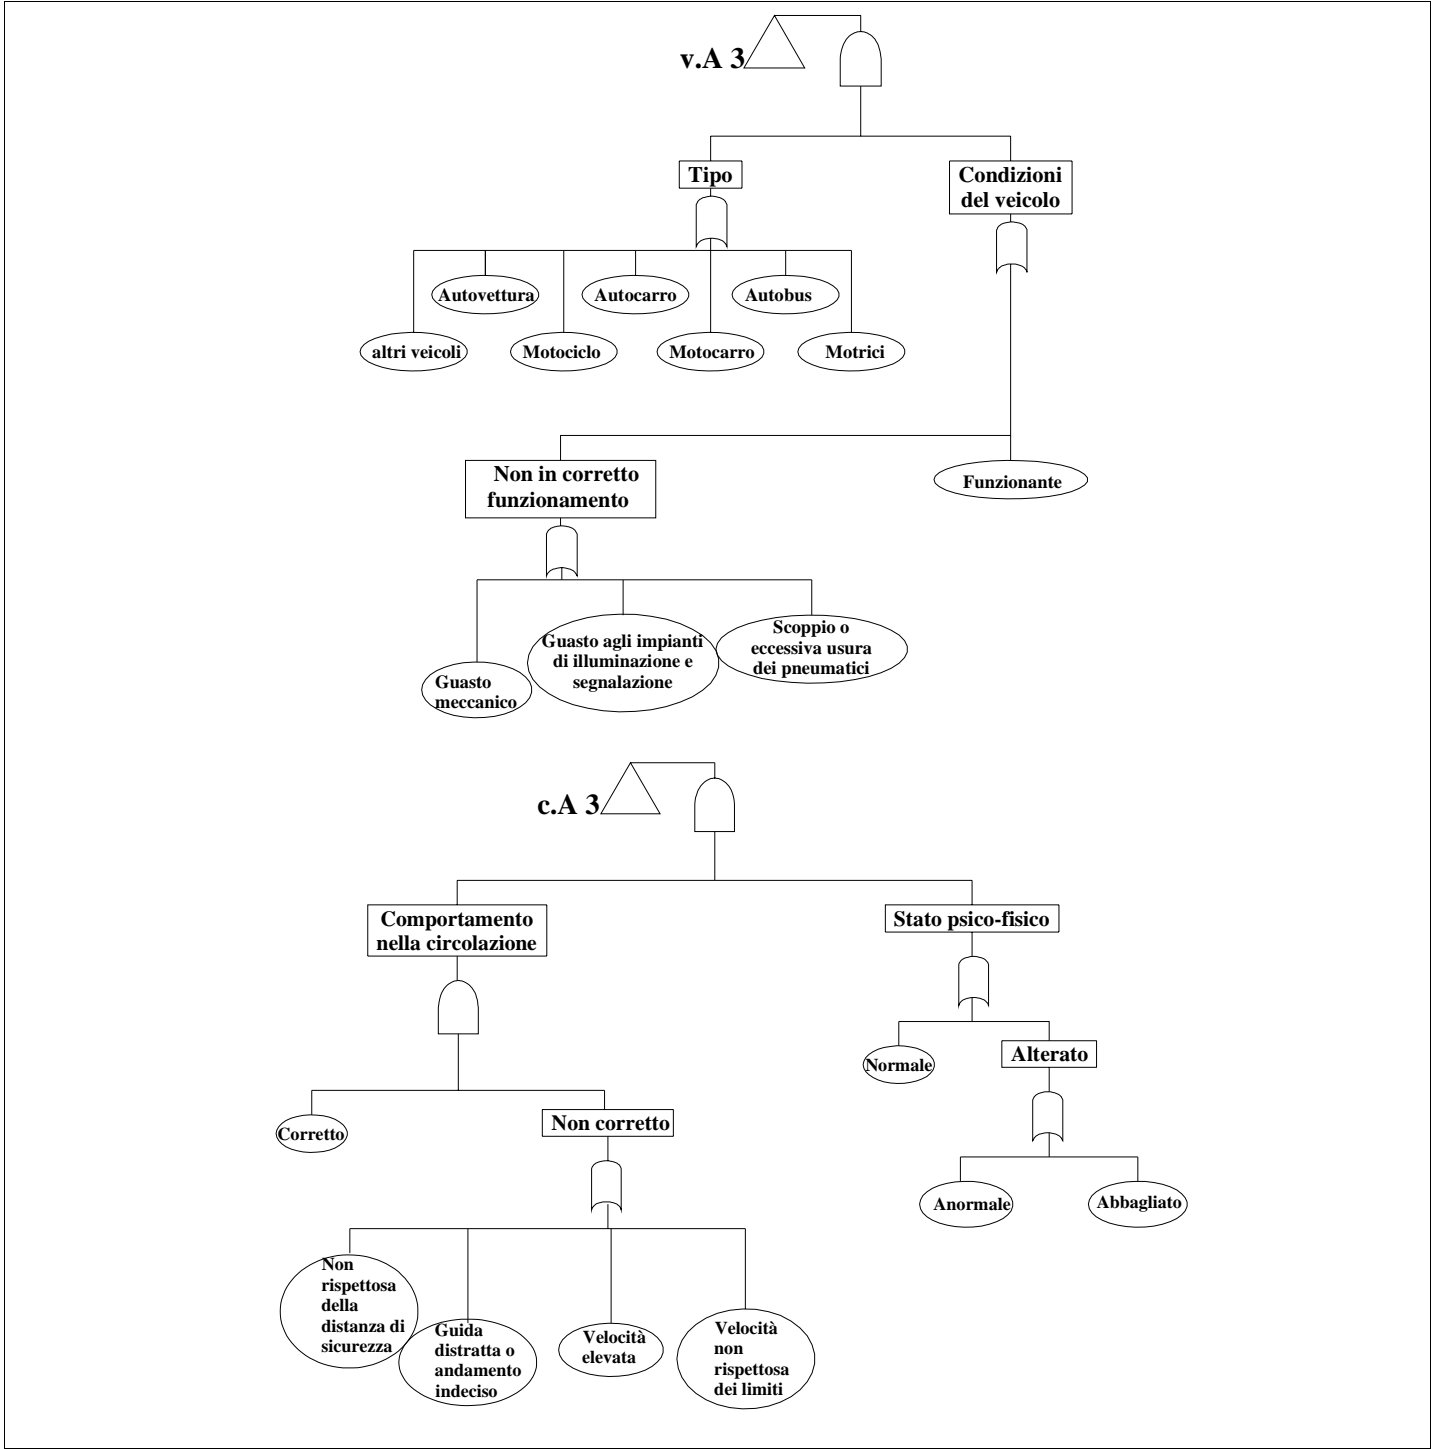 v.A 3
Tipo
Condizioni
del veicolo
Autovettura
Autocarro
Autobus
altri veicoli
Motociclo
Motocarro
Motrici
Non in corretto
funzionamento
Funzionante
Guasto
meccanico
Guasto agli impianti
di illuminazione e
segnalazione
Scoppio o
eccessiva usura
dei pneumatici
c.A 3
Comportamento
nella circolazione
Stato psico-fisico
Normale
Alterato
Corretto
Non corretto
Anormale
Abbagliato
Non
rispettosa
della
distanza di
sicurezza
Guida
distratta o
andamento
indeciso
Velocità
elevata
Velocità
non
rispettosa
dei limiti